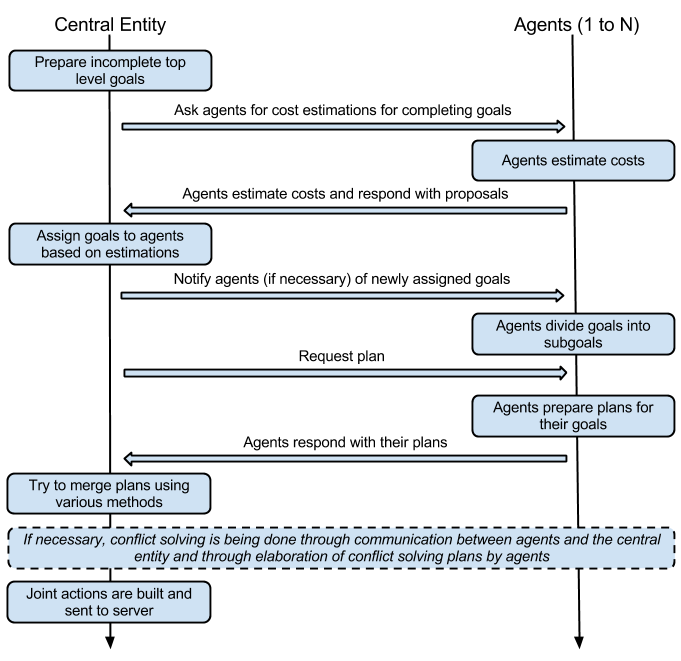 Central Entity
Agents (1 to N)
Prepare incomplete top
level goals
Ask agents for cost estimations for completing goals
Agents estimate costs
Agents estimate costs and respond with proposals
Assign goals to agents
based on estimations
Notify agents (if necessary) of newly assigned goals
Agents divide goals into
subgoals
Request plan
Agents prepare plans for
their goals
Agents respond with their plans
Try to merge plans using
various methods
If necessary, conflict solving is being done through communication between agents and the central
entity and through elaboration of conflict solving plans by agents
Joint actions are built and
sent to server